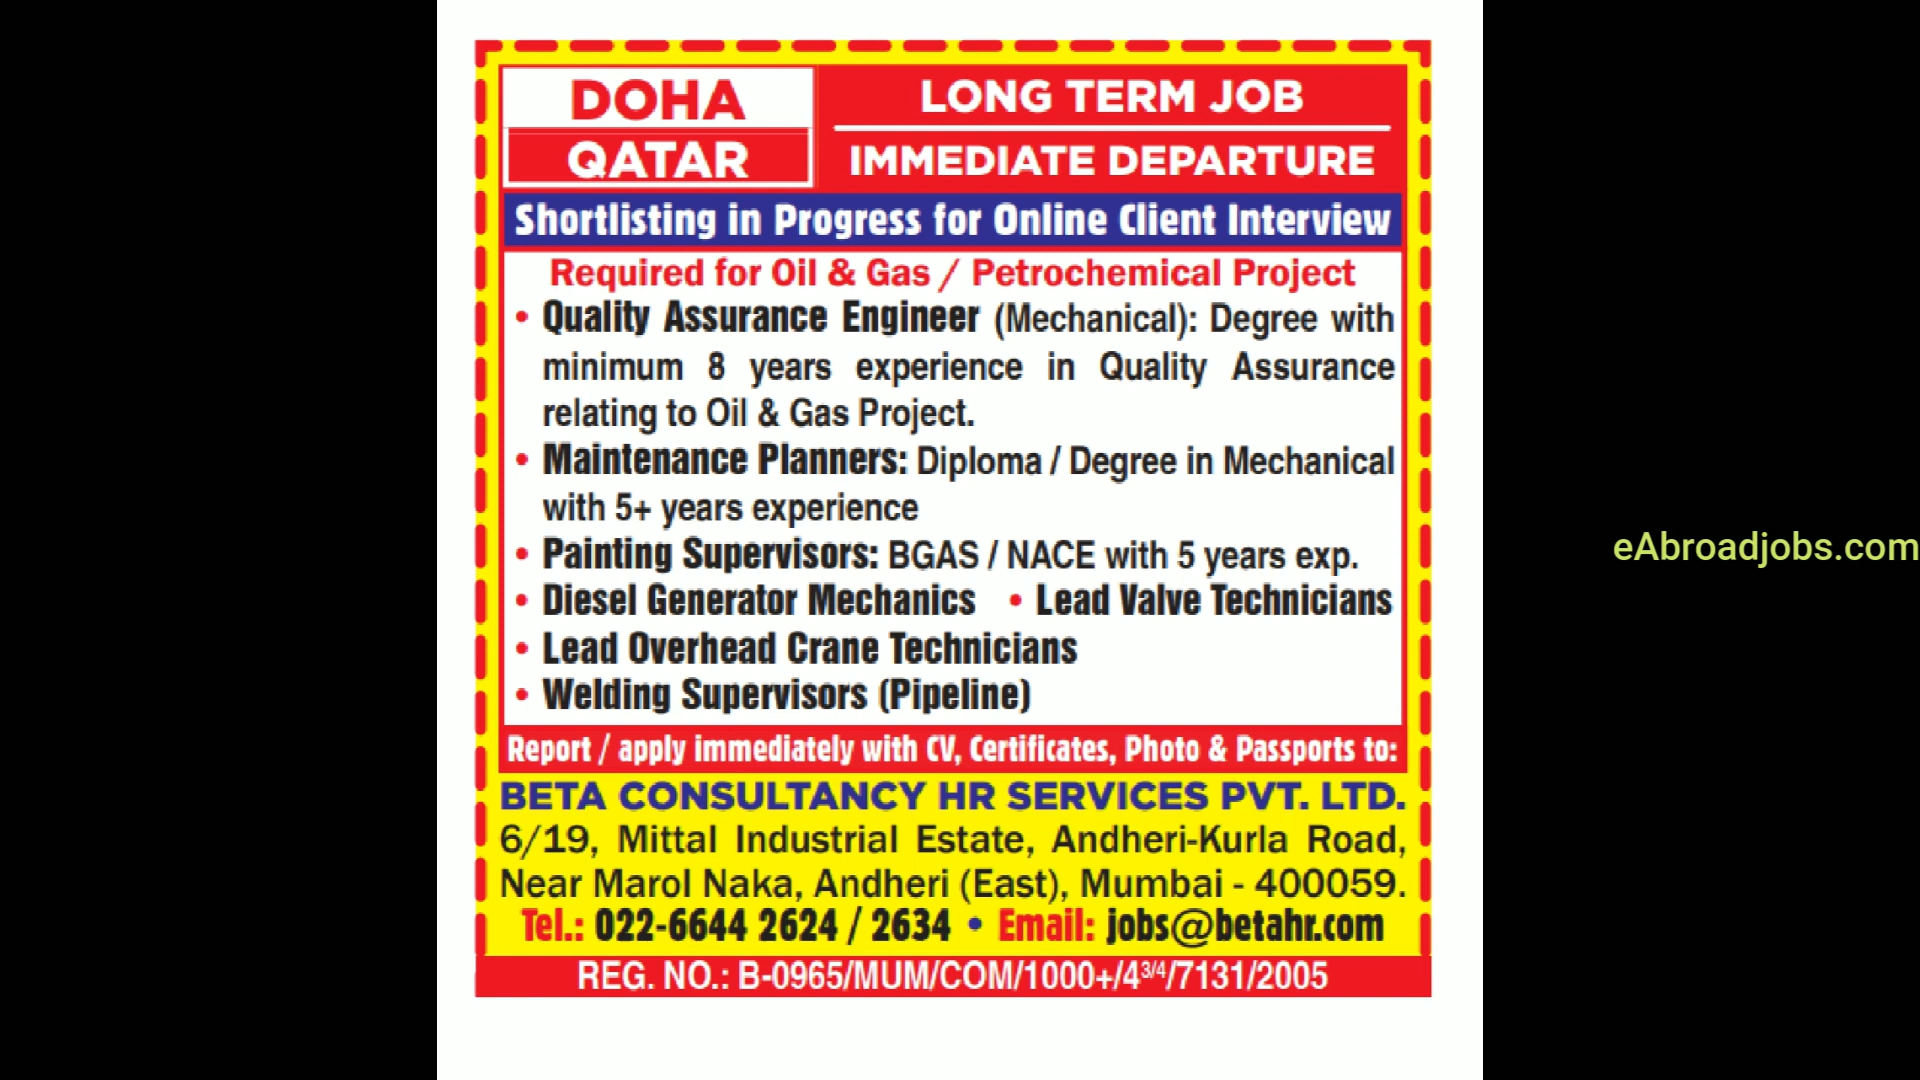 DOHA
QATAR
LONG TERM JOB
IMMEDIATE DEPARTURE
Shortlisting in Progress for Online Client Interview
Required for Oil & Gas / Petrochemical Project
• Quality Assurance Engineer (Mechanical): Degree with
minimum 8 years experience in Quality Assurance
relating to Oil & Gas Project.
• Maintenance Planners: Diploma / Degree in Mechanical
with 5+ years experience
• Painting Supervisors: BGAS / NACE with 5 years exp.
• Diesel Generator Mechanics • Lead Valve Technicians
• Lead Overhead Crane Technicians
• Welding Supervisors (Pipeline)
Report / apply immediately with CV, Certificates, Photo & Passports to:
BETA CONSULTANCY HR SERVICES PVT. LTD.
6/19, Mittal Industrial Estate, Andheri-Kurla Road,
Near Marol Naka, Andheri (East), Mumbai - 400059.
Tel.: 022-6644 2624 / 2634 • Email: jobs@betahr.com
REG. NO.: B-0965/MUM/COM/1000+/4³/⁴/7131/2005
eAbroadjobs.com